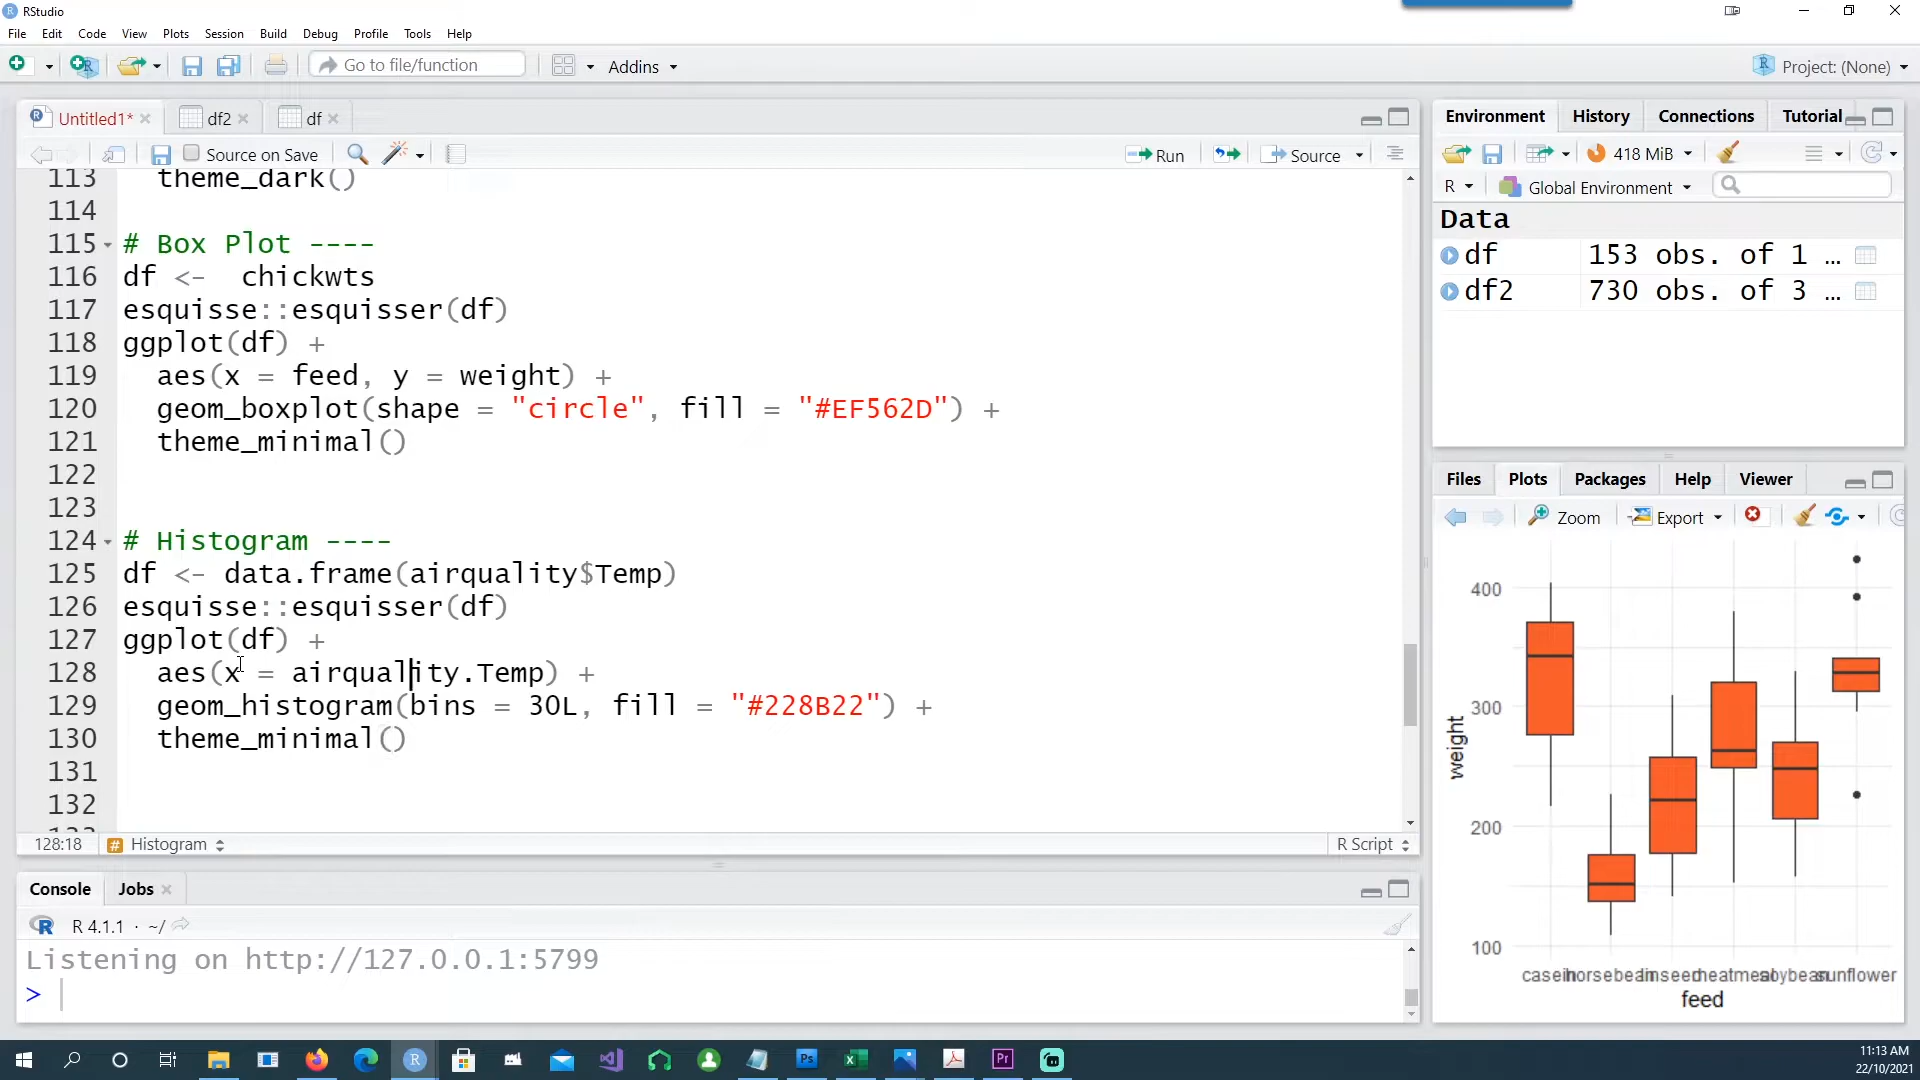 RStudio
File Edit Code View Plots Session Build Debug Profile Tools Help
Go to file/function Addins Project: (None)
Untitled1* df2 df
Source on Save Run Source
113 theme_dark()
114
115 # Box Plot ----
116 df <-  chickwts
117 esquisse::esquisser(df)
118 ggplot(df) +
119 aes(x = feed, y = weight) +
120 geom_boxplot(shape = "circle", fill = "#EF562D") +
121 theme_minimal()
122
123
124 # Histogram ----
125 df <- data.frame(airquality$Temp)
126 esquisse::esquisser(df)
127 ggplot(df) +
128 aes(x = airquality.Temp) +
129 geom_histogram(bins = 30L, fill = "#228B22") +
130 theme_minimal()
131
132
128:18 # Histogram R Script
Console Jobs
R 4.1.1 · ~/
Listening on http://127.0.0.1:5799
>
Environment History Connections Tutorial
418 MiB
R Global Environment
Data
df 153 obs. of 1 …
df2 730 obs. of 3 …
Files Plots Packages Help Viewer
Zoom Export
400
300
200
100
weight
casein horsebean linseed meatmeal soybean sunflower
feed
11:13 AM
22/10/2021